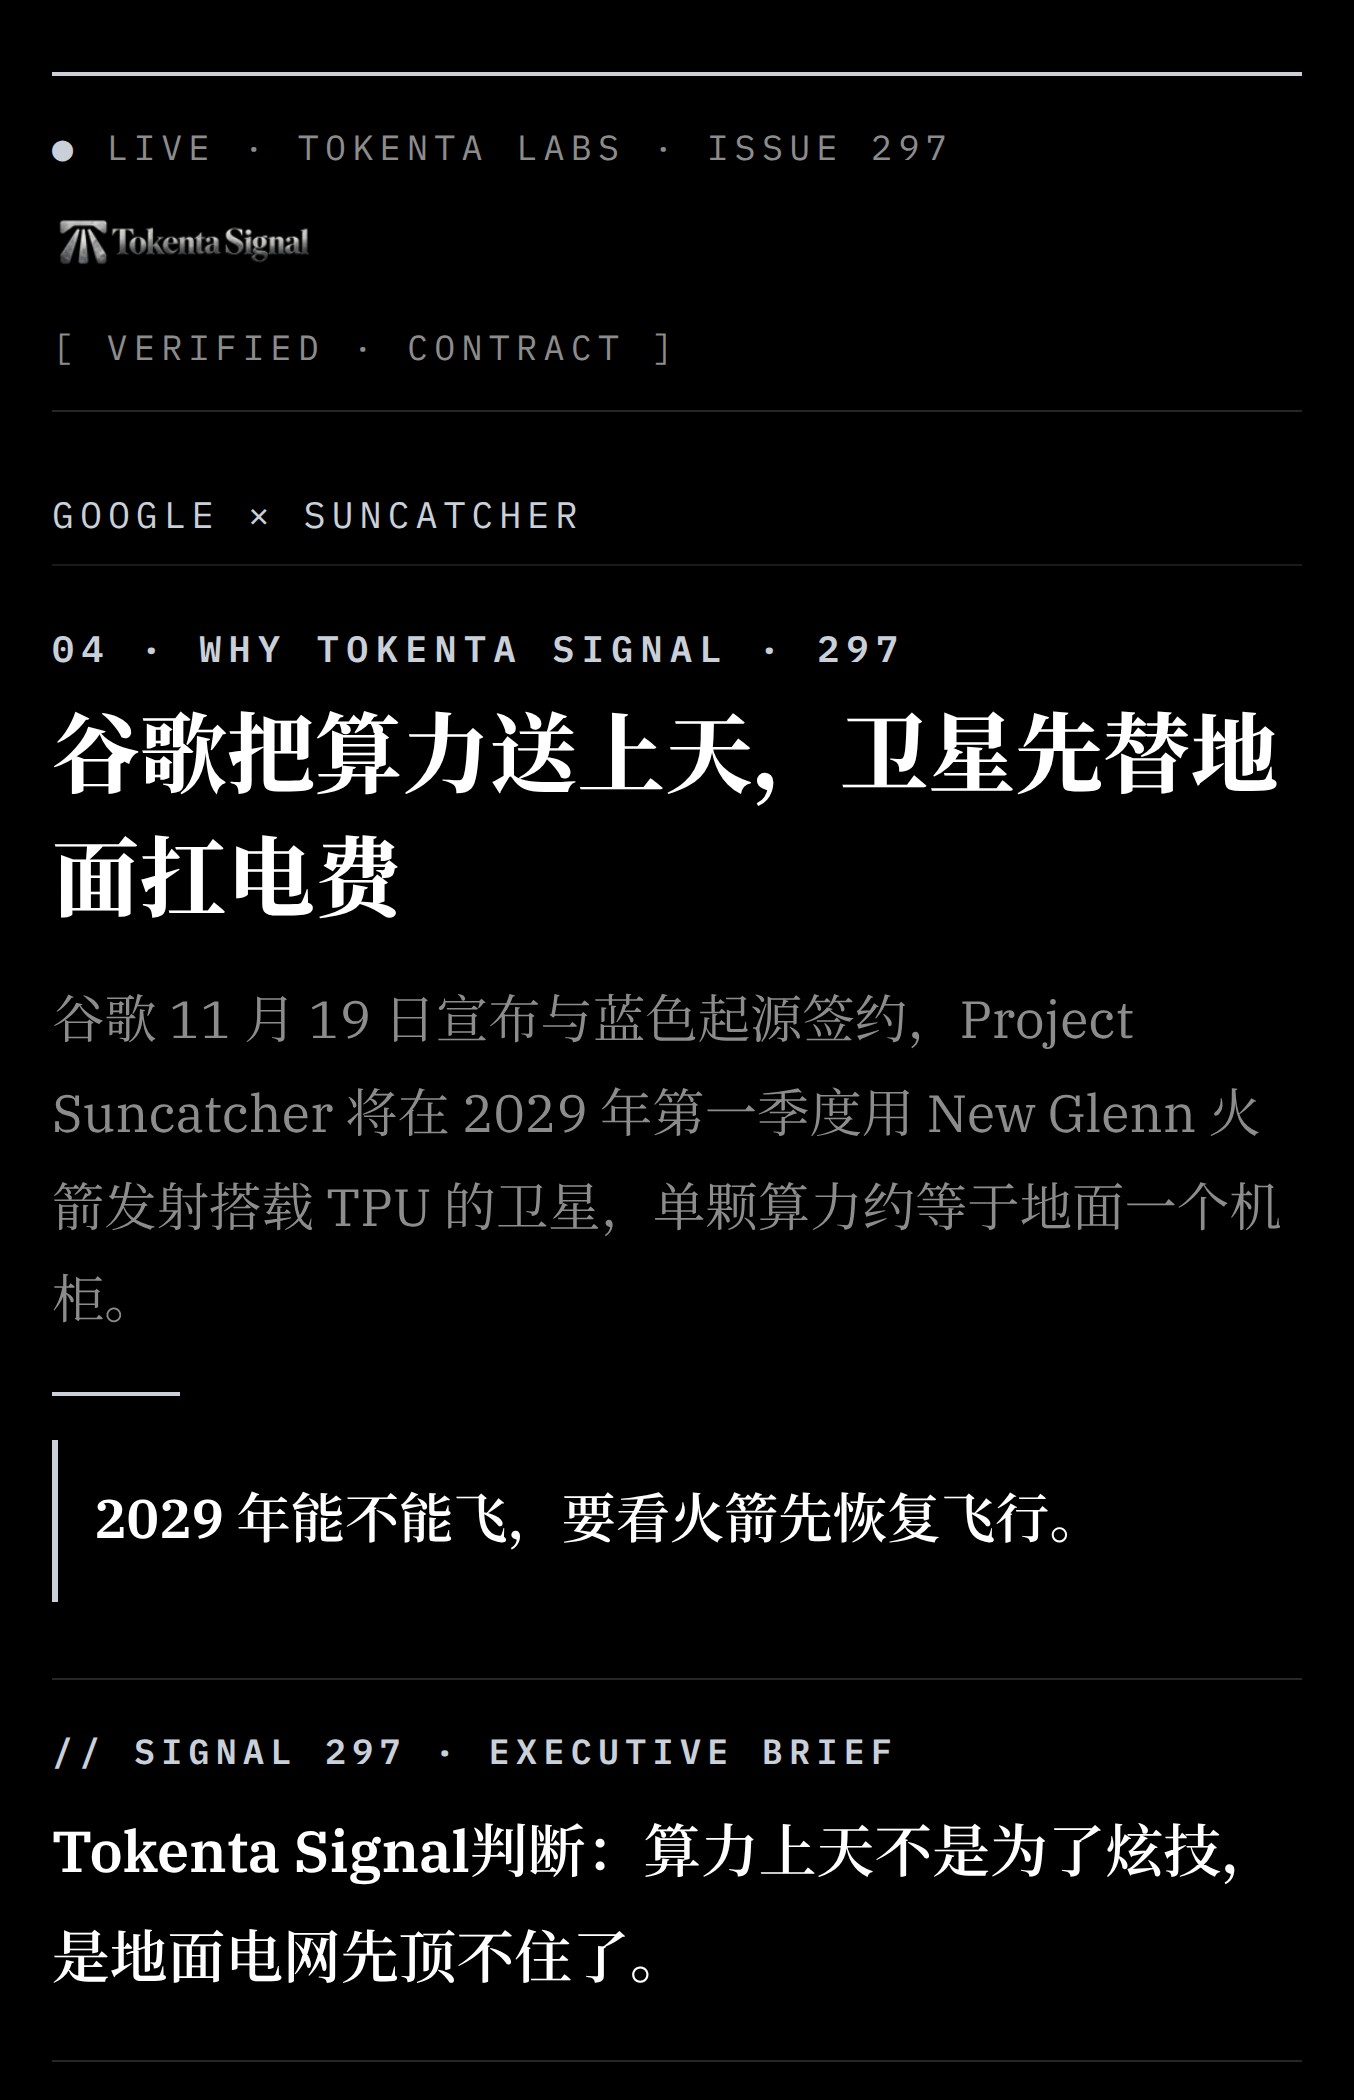 ● LIVE · TOKENTA LABS · ISSUE 297
Tokenta Signal
[ VERIFIED · CONTRACT ]
GOOGLE × SUNCATCHER
04 · WHY TOKENTA SIGNAL · 297
谷歌把算力送上天，卫星先替地
面扛电费
谷歌 11 月 19 日宣布与蓝色起源签约，Project
Suncatcher 将在 2029 年第一季度用 New Glenn 火
箭发射搭载 TPU 的卫星，单颗算力约等于地面一个机
柜。
2029 年能不能飞，要看火箭先恢复飞行。
// SIGNAL 297 · EXECUTIVE BRIEF
Tokenta Signal判断：算力上天不是为了炫技，
是地面电网先顶不住了。